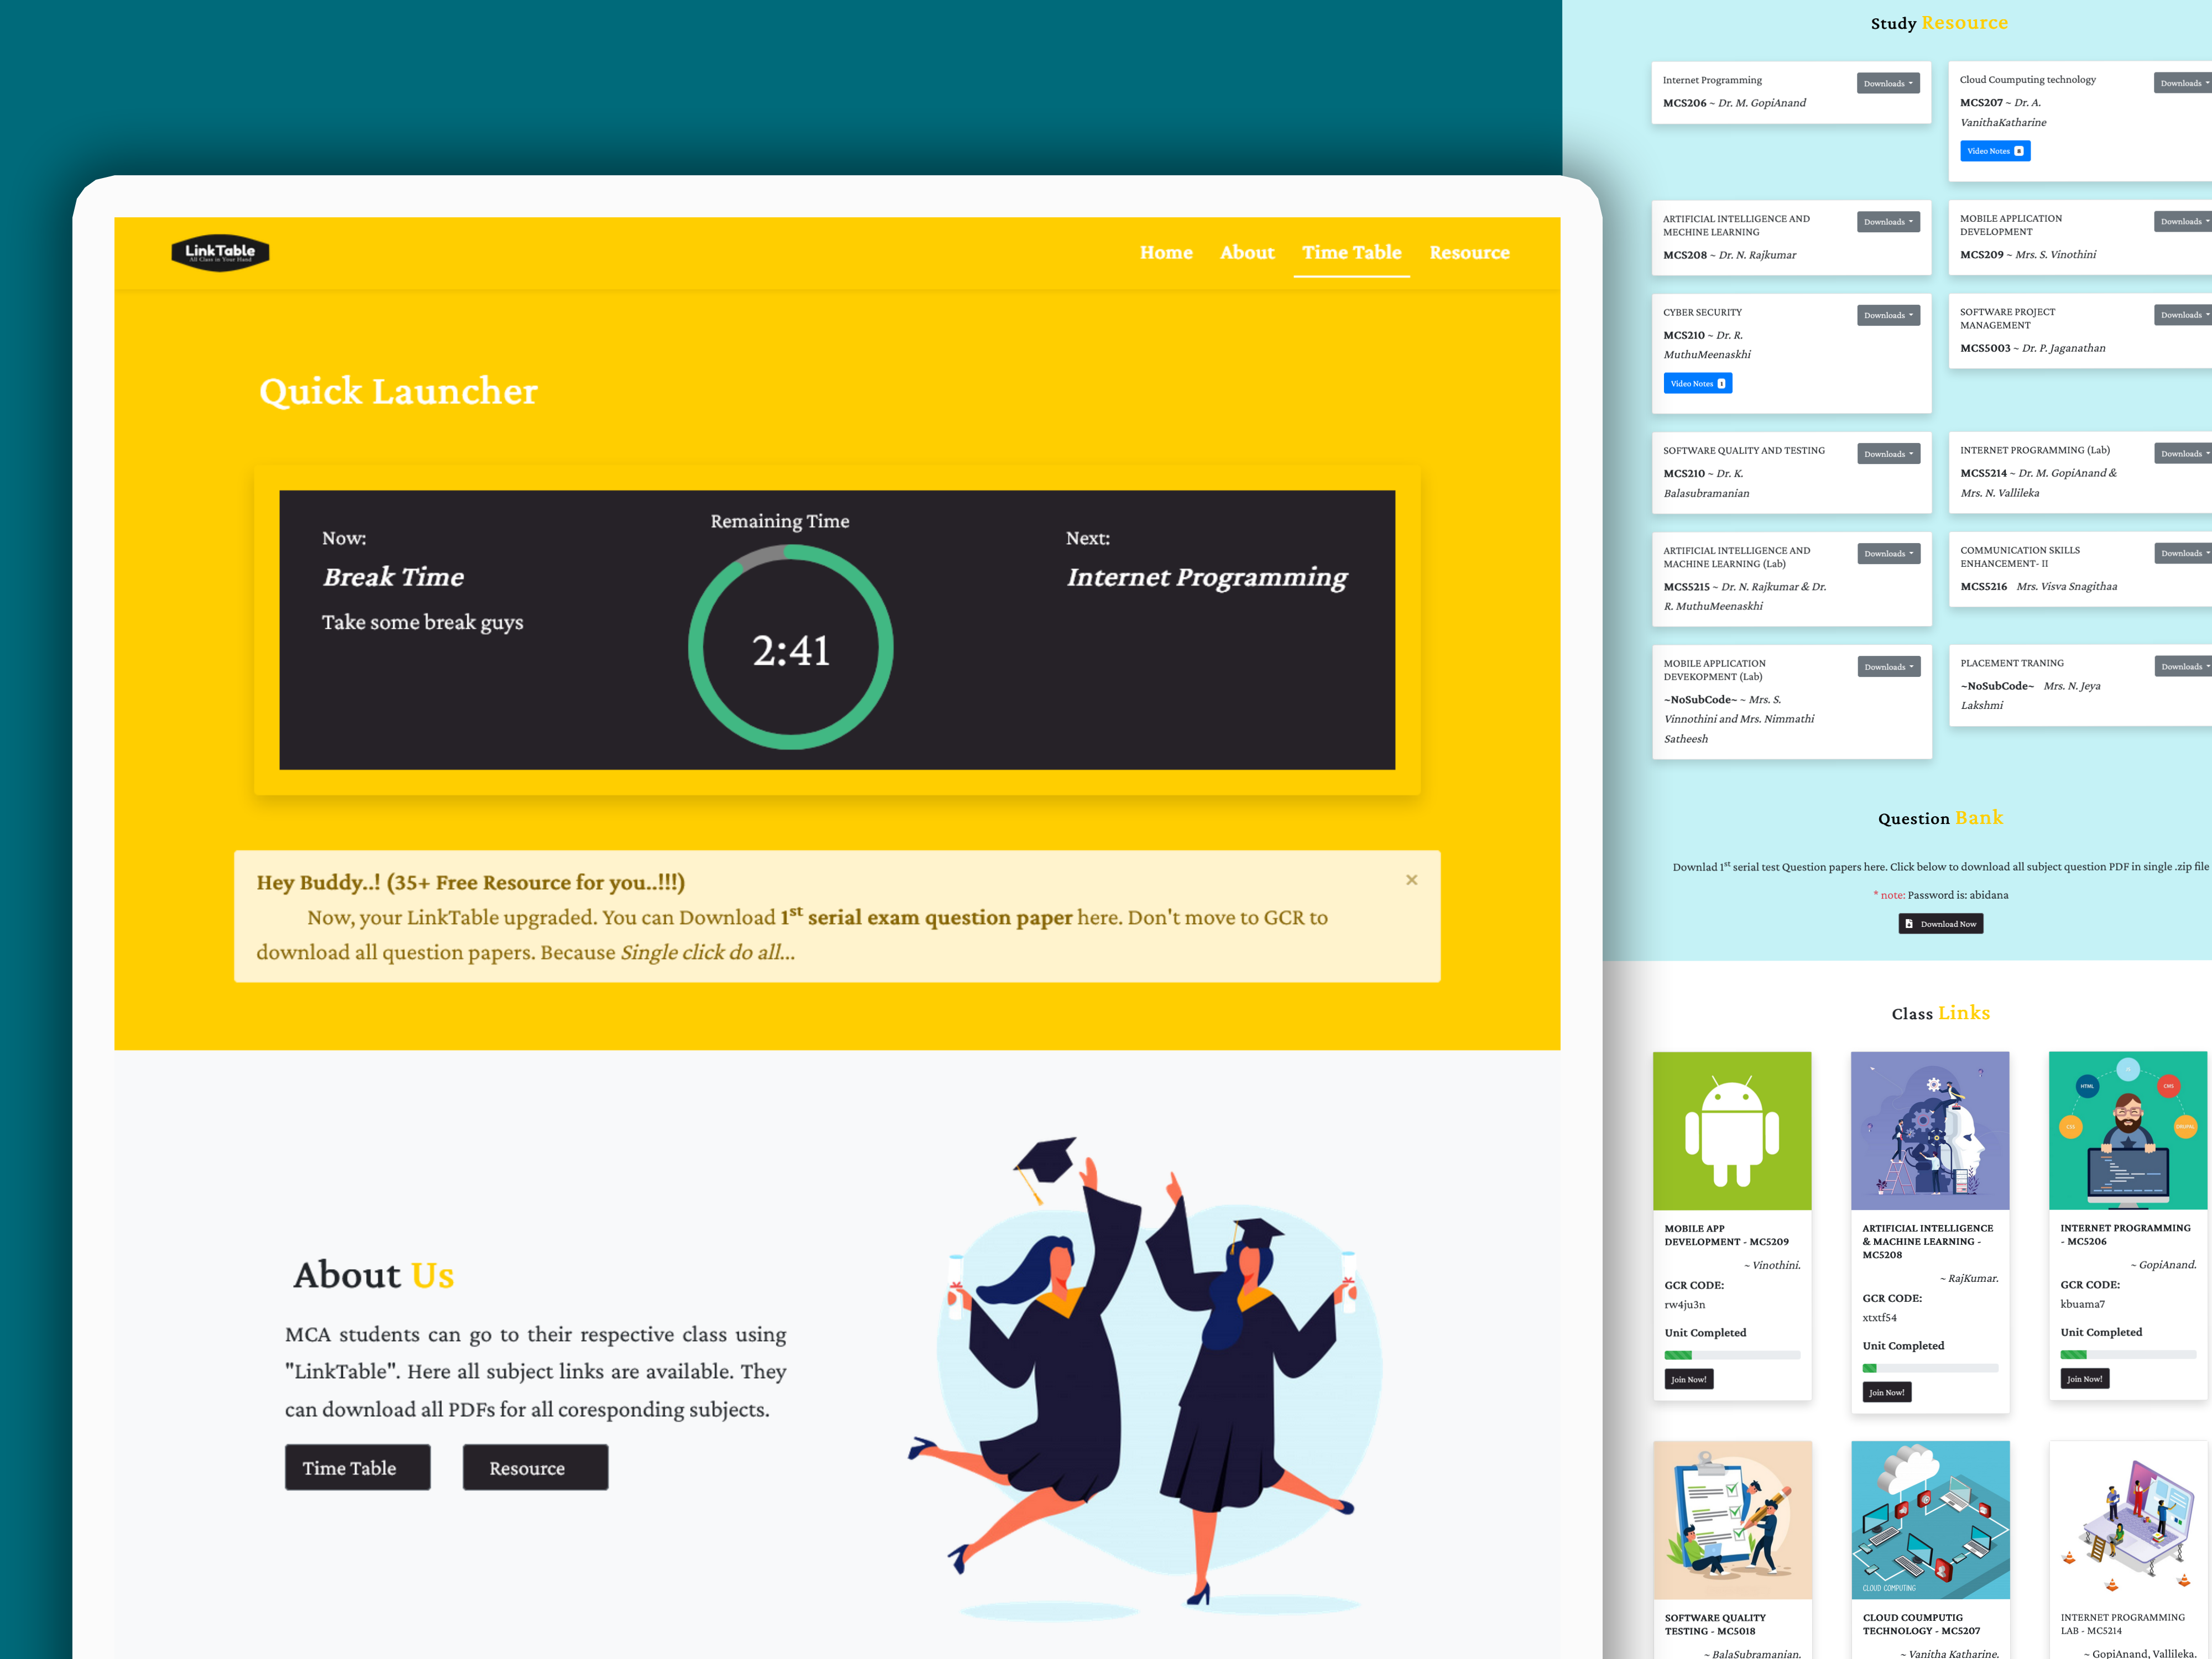 LinkTable
All Class in Your Hand
Home About Time Table Resource
Quick Launcher
Now:
Break Time
Take some break guys
Remaining Time
2:41
Next:
Internet Programming
Hey Buddy..! (35+ Free Resource for you..!!!)
×
Now, your LinkTable upgraded. You can Download 1st serial exam question paper here. Don't move to GCR to
download all question papers. Because Single click do all...
About Us
MCA students can go to their respective class using
"LinkTable". Here all subject links are available. They
can download all PDFs for all coresponding subjects.
Time Table
Resource
Study Resource
Internet Programming
MCS206 ~ Dr. M. GopiAnand
Downloads
Cloud Coumputing technology
MCS207 ~ Dr. A.
VanithaKatharine
Video Notes
Downloads
ARTIFICIAL INTELLIGENCE AND
MECHINE LEARNING
MCS208 ~ Dr. N. Rajkumar
Downloads
MOBILE APPLICATION
DEVELOPMENT
MCS209 ~ Mrs. S. Vinothini
Downloads
CYBER SECURITY
MCS210 ~ Dr. R.
MuthuMeenaskhi
Video Notes 1
Downloads
SOFTWARE PROJECT
MANAGEMENT
MCS5003 ~ Dr. P. Jaganathan
Downloads
SOFTWARE QUALITY AND TESTING
MCS210 ~ Dr. K.
Balasubramanian
Downloads
INTERNET PROGRAMMING (Lab)
MCS5214 ~ Dr. M. GopiAnand &
Mrs. N. Vallileka
Downloads
ARTIFICIAL INTELLIGENCE AND
MACHINE LEARNING (Lab)
MCS5215 ~ Dr. N. Rajkumar & Dr.
R. MuthuMeenaskhi
Downloads
COMMUNICATION SKILLS
ENHANCEMENT- II
MCS5216 Mrs. Visva Snagithaa
Downloads
MOBILE APPLICATION
DEVEKOPMENT (Lab)
~NoSubCode~ ~ Mrs. S.
Vinnothini and Mrs. Nimmathi
Satheesh
Downloads
PLACEMENT TRANING
~NoSubCode~ Mrs. N. Jeya
Lakshmi
Downloads
Question Bank
Downlad 1st serial test Question papers here. Click below to download all subject question PDF in single .zip file
* note: Password is: abidana
Download Now
Class Links
MOBILE APP
DEVELOPMENT - MC5209
~ Vinothini.
GCR CODE:
rw4ju3n
Unit Completed
Join Now!
ARTIFICIAL INTELLIGENCE
& MACHINE LEARNING -
MC5208
~ RajKumar.
GCR CODE:
xtxtf54
Unit Completed
Join Now!
HTML
CMS
CSS
INTERNET PROGRAMMING
- MC5206
~ GopiAnand.
GCR CODE:
kbuama7
Unit Completed
Join Now!
SOFTWARE QUALITY
TESTING - MC5018
~ BalaSubramanian.
CLOUD COMPUTING
CLOUD COUMPUTIG
TECHNOLOGY - MC5207
~ Vanitha Katharine.
INTERNET PROGRAMMING
LAB - MC5214
~ GopiAnand, Vallileka.